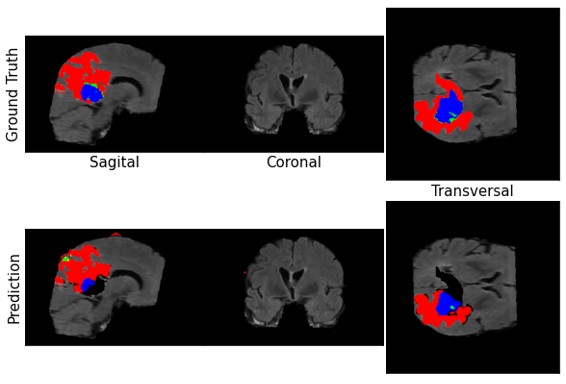 Ground Truth
Sagital
Coronal
Transversal
Prediction